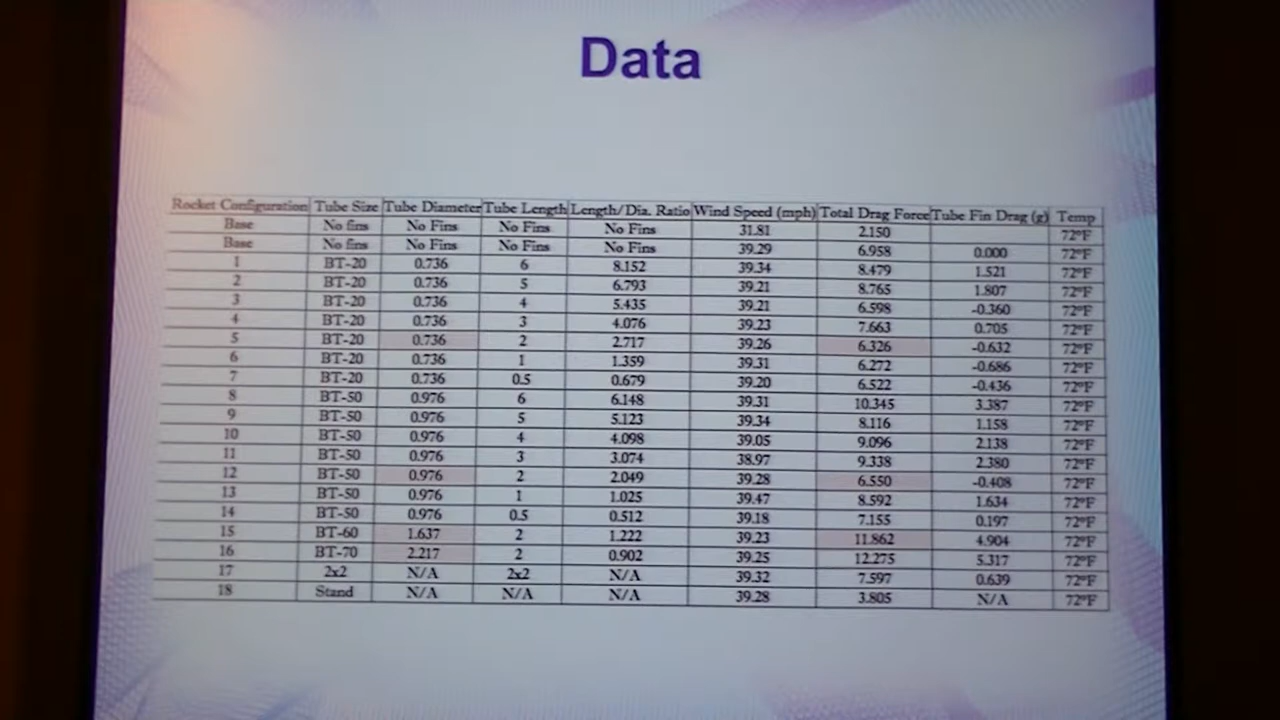 Data
Rocket Configuration Tube Size Tube Diameter Tube Length Length/Dia. Ratio Wind Speed (mph) Total Drag Force Tube Fin Drag (g) Temp
Base No fins No Fins No Fins No Fins 31.81 2.150 72°F
Base No fins No Fins No Fins No Fins 39.29 6.958 0.000 72°F
1 BT-20 0.736 6 8.152 39.34 8.479 1.521 72°F
2 BT-20 0.736 5 6.793 39.21 8.765 1.807 72°F
3 BT-20 0.736 4 5.435 39.21 6.598 -0.360 72°F
4 BT-20 0.736 3 4.076 39.23 7.663 0.705 72°F
5 BT-20 0.736 2 2.717 39.26 6.326 -0.632 72°F
6 BT-20 0.736 1 1.359 39.31 6.272 -0.686 72°F
7 BT-20 0.736 0.5 0.679 39.20 6.522 -0.436 72°F
8 BT-50 0.976 6 6.148 39.31 10.345 3.387 72°F
9 BT-50 0.976 5 5.123 39.34 8.116 1.158 72°F
10 BT-50 0.976 4 4.098 39.05 9.096 2.138 72°F
11 BT-50 0.976 3 3.074 38.97 9.338 2.380 72°F
12 BT-50 0.976 2 2.049 39.28 6.550 -0.408 72°F
13 BT-50 0.976 1 1.025 39.47 8.592 1.634 72°F
14 BT-50 0.976 0.5 0.512 39.18 7.155 0.197 72°F
15 BT-60 1.637 2 1.222 39.23 11.862 4.904 72°F
16 BT-70 2.217 2 0.902 39.25 12.275 5.317 72°F
17 2x2 N/A 2x2 N/A 39.32 7.597 0.639 72°F
18 Stand N/A N/A N/A 39.28 3.805 N/A 72°F